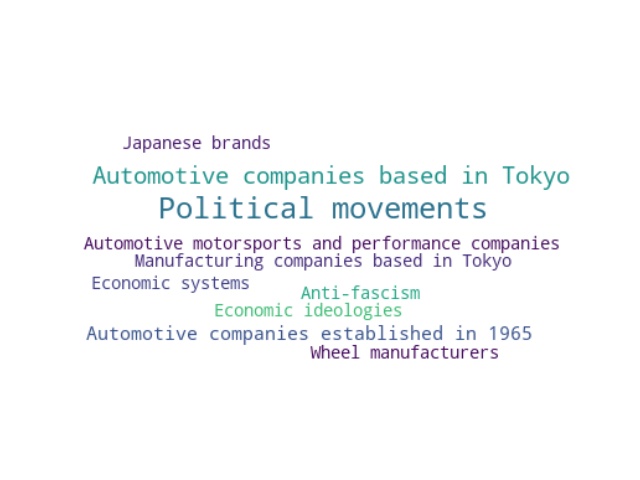 Japanese brands
Automotive companies based in Tokyo
Political movements
Automotive motorsports and performance companies
Manufacturing companies based in Tokyo
Economic systems
Anti-fascism
Economic ideologies
Automotive companies established in 1965
Wheel manufacturers